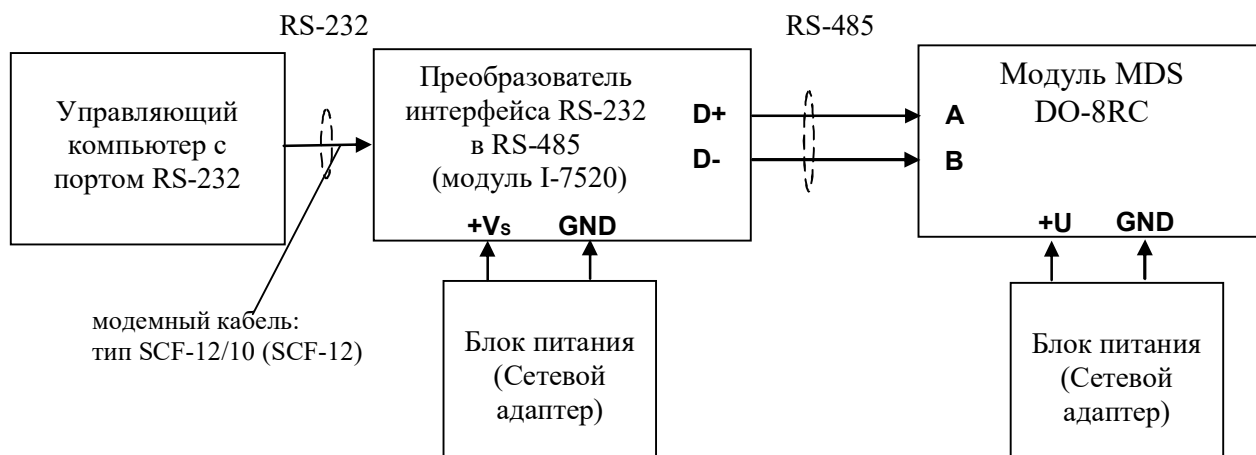 RS-232
RS-485
Управляющий
компьютер с
портом RS-232
Преобразователь
интерфейса RS-232
в RS-485
(модуль I-7520)
D+
D-
+Vs
GND
Модуль MDS
DO-8RC
A
B
+U
GND
модемный кабель:
тип SCF-12/10 (SCF-12)
Блок питания
(Сетевой
адаптер)
Блок питания
(Сетевой
адаптер)